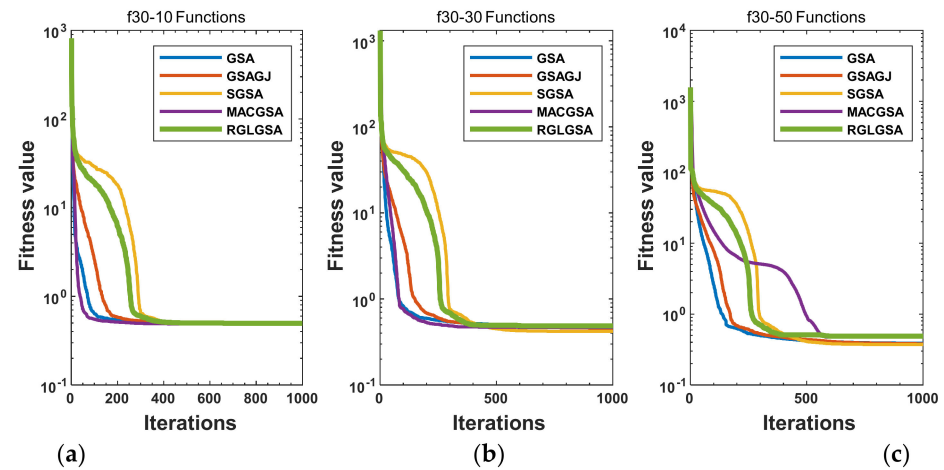 f30-10 Functions
Fitness value
10^3
10^2
10^1
10^0
10^-1
GSA
GSAGJ
SGSA
MACGSA
RGLGSA
0 200 400 600 800 1000
Iterations
(a)
f30-30 Functions
Fitness value
10^3
10^2
10^1
10^0
10^-1
GSA
GSAGJ
SGSA
MACGSA
RGLGSA
0 500 1000
Iterations
(b)
f30-50 Functions
Fitness value
10^4
10^3
10^2
10^1
10^0
10^-1
GSA
GSAGJ
SGSA
MACGSA
RGLGSA
0 500 1000
Iterations
(c)